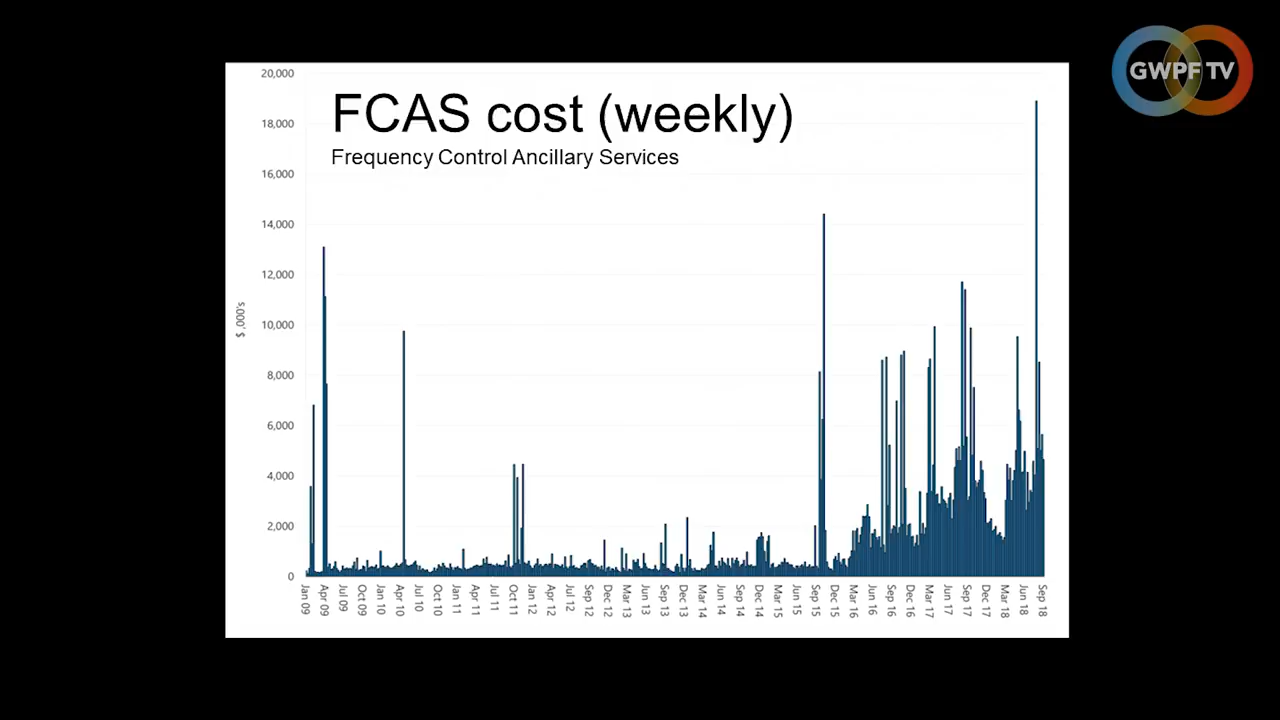 GWPF TV
FCAS cost (weekly)
Frequency Control Ancillary Services
20,000
18,000
16,000
14,000
12,000
10,000
8,000
6,000
4,000
2,000
0
$ ,000's
Jan 09
Apr 09
Jul 09
Oct 09
Jan 10
Apr 10
Jul 10
Oct 10
Jan 11
Apr 11
Jul 11
Oct 11
Jan 12
Apr 12
Jul 12
Sep 12
Dec 12
Mar 13
Jun 13
Sep 13
Dec 13
Mar 14
Jun 14
Sep 14
Dec 14
Mar 15
Jun 15
Sep 15
Dec 15
Mar 16
Jun 16
Sep 16
Dec 16
Mar 17
Jun 17
Sep 17
Dec 17
Mar 18
Jun 18
Sep 18